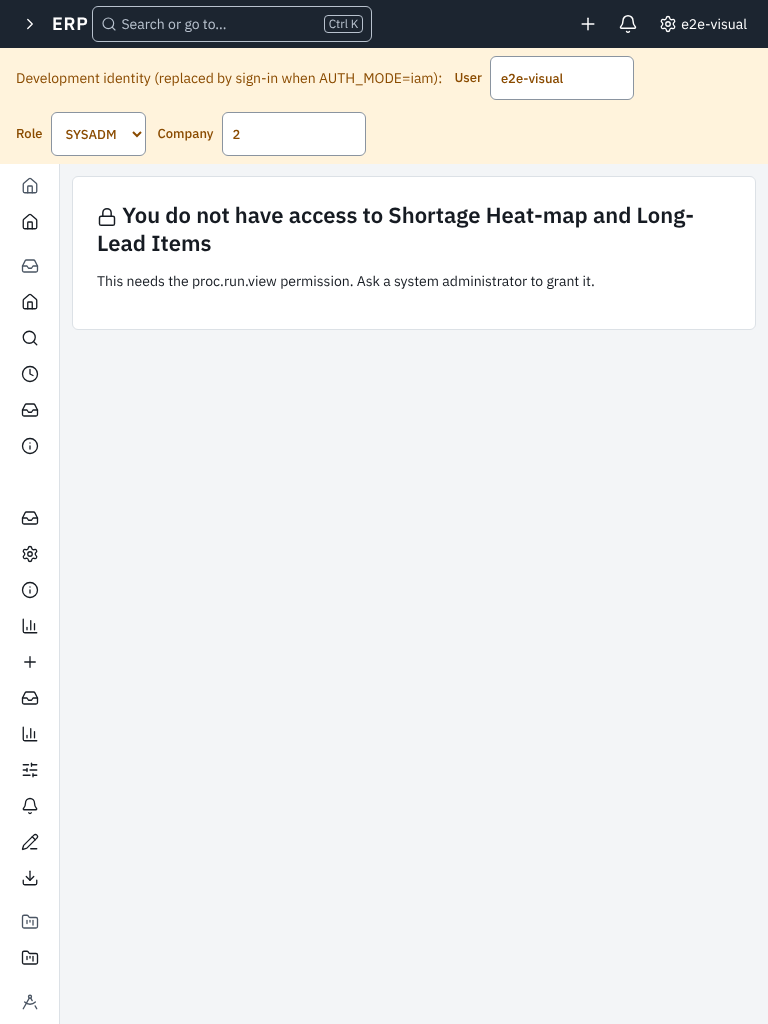 ERP Search or go to... Ctrl K e2e-visual
Development identity (replaced by sign-in when AUTH_MODE=iam): User e2e-visual
Role SYSADM Company 2
You do not have access to Shortage Heat-map and Long-
Lead Items
This needs the proc.run.view permission. Ask a system administrator to grant it.